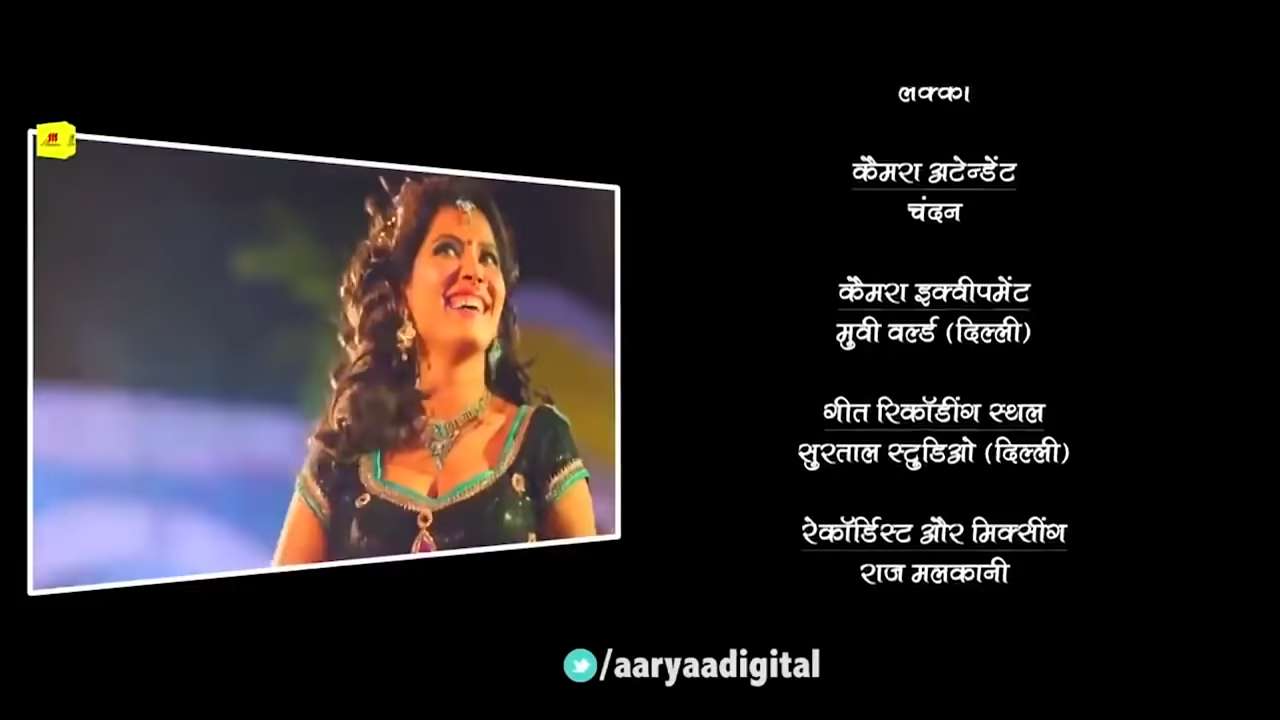 लक्का
कैमरा अटेन्डेंट
चंदन
कैमरा इक्वीपमेंट
मुवी वर्ल्ड (दिल्ली)
गीत रिकॉडींग स्थल
सुरताल स्टुडिओ (दिल्ली)
रेकॉर्डिस्ट और मिक्सींग
राज मलकानी
/aaryaadigital